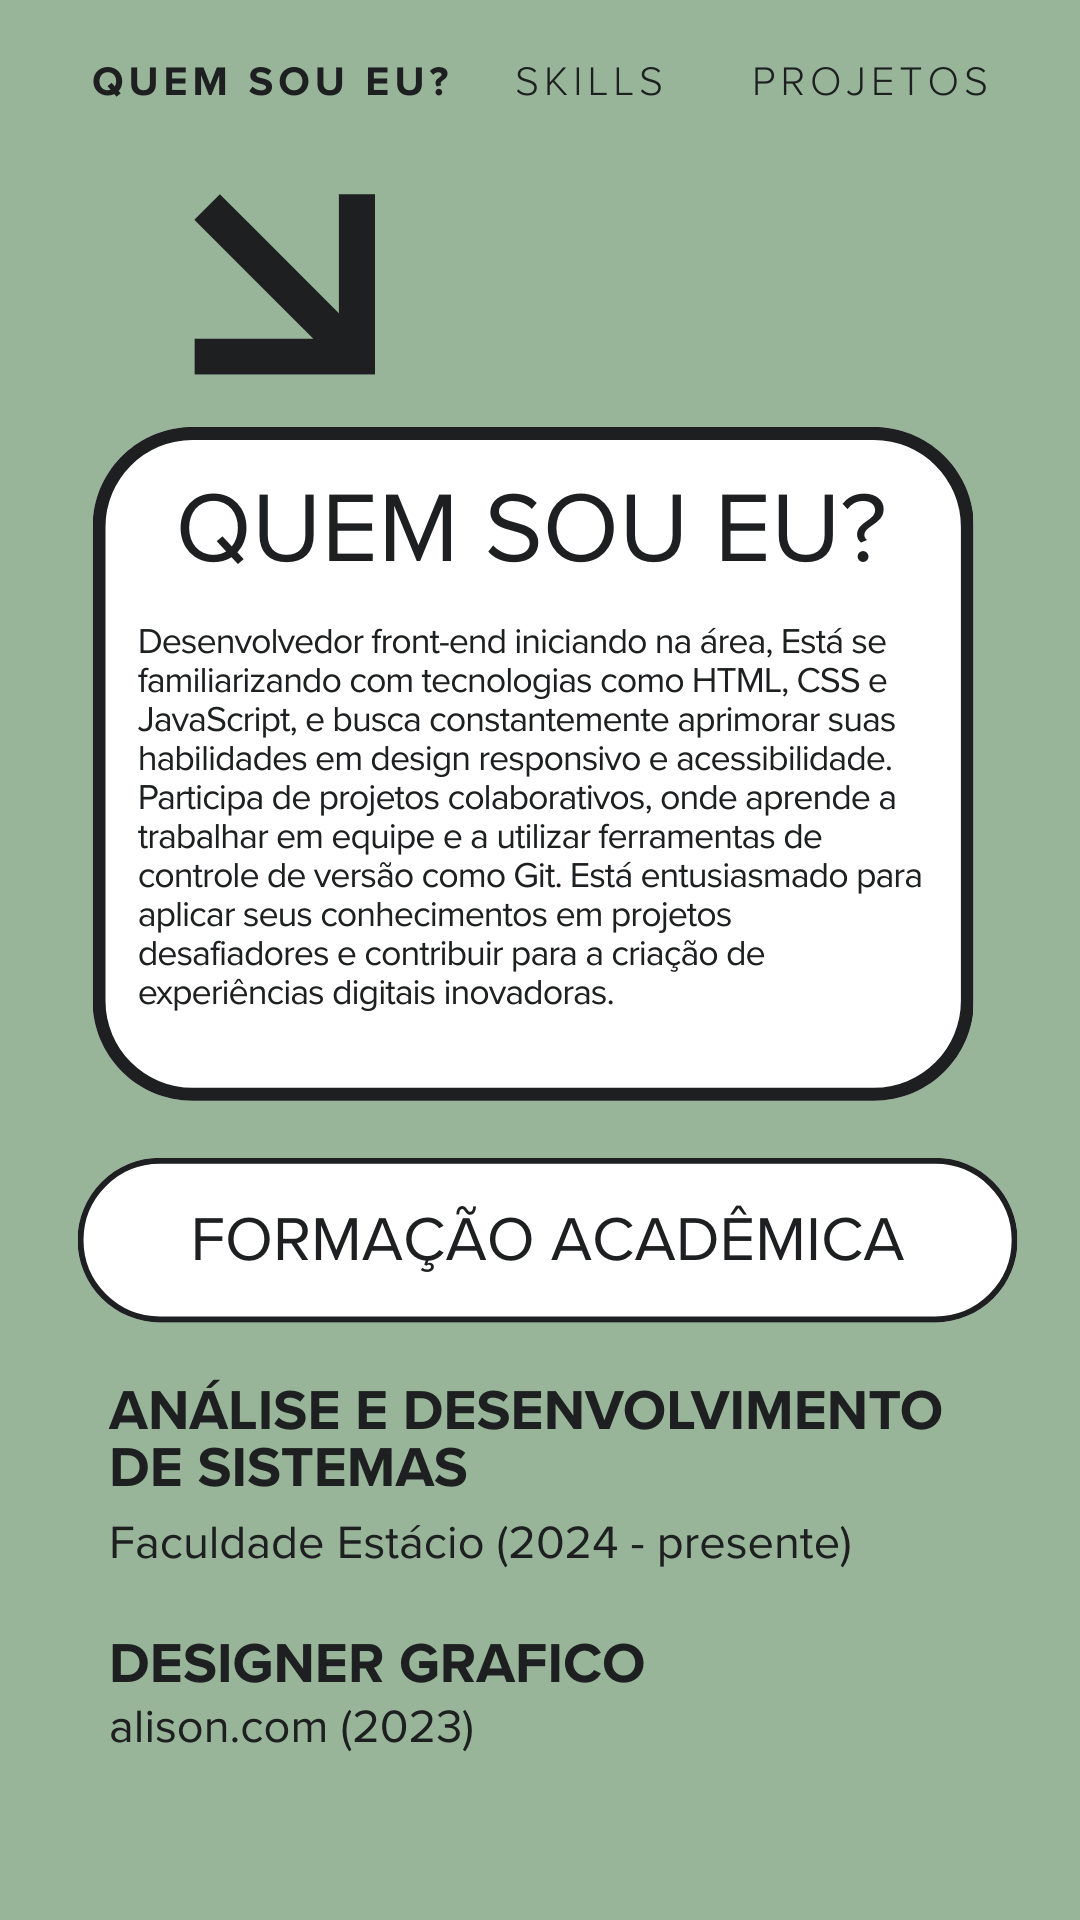 QUEM SOU EU? SKILLS PROJETOS
QUEM SOU EU?
Desenvolvedor front-end iniciando na área, Está se
familiarizando com tecnologias como HTML, CSS e
JavaScript, e busca constantemente aprimorar suas
habilidades em design responsivo e acessibilidade.
Participa de projetos colaborativos, onde aprende a
trabalhar em equipe e a utilizar ferramentas de
controle de versão como Git. Está entusiasmado para
aplicar seus conhecimentos em projetos
desafiadores e contribuir para a criação de
experiências digitais inovadoras.
FORMAÇÃO ACADÊMICA
ANÁLISE E DESENVOLVIMENTO
DE SISTEMAS
Faculdade Estácio (2024 - presente)
DESIGNER GRAFICO
alison.com (2023)